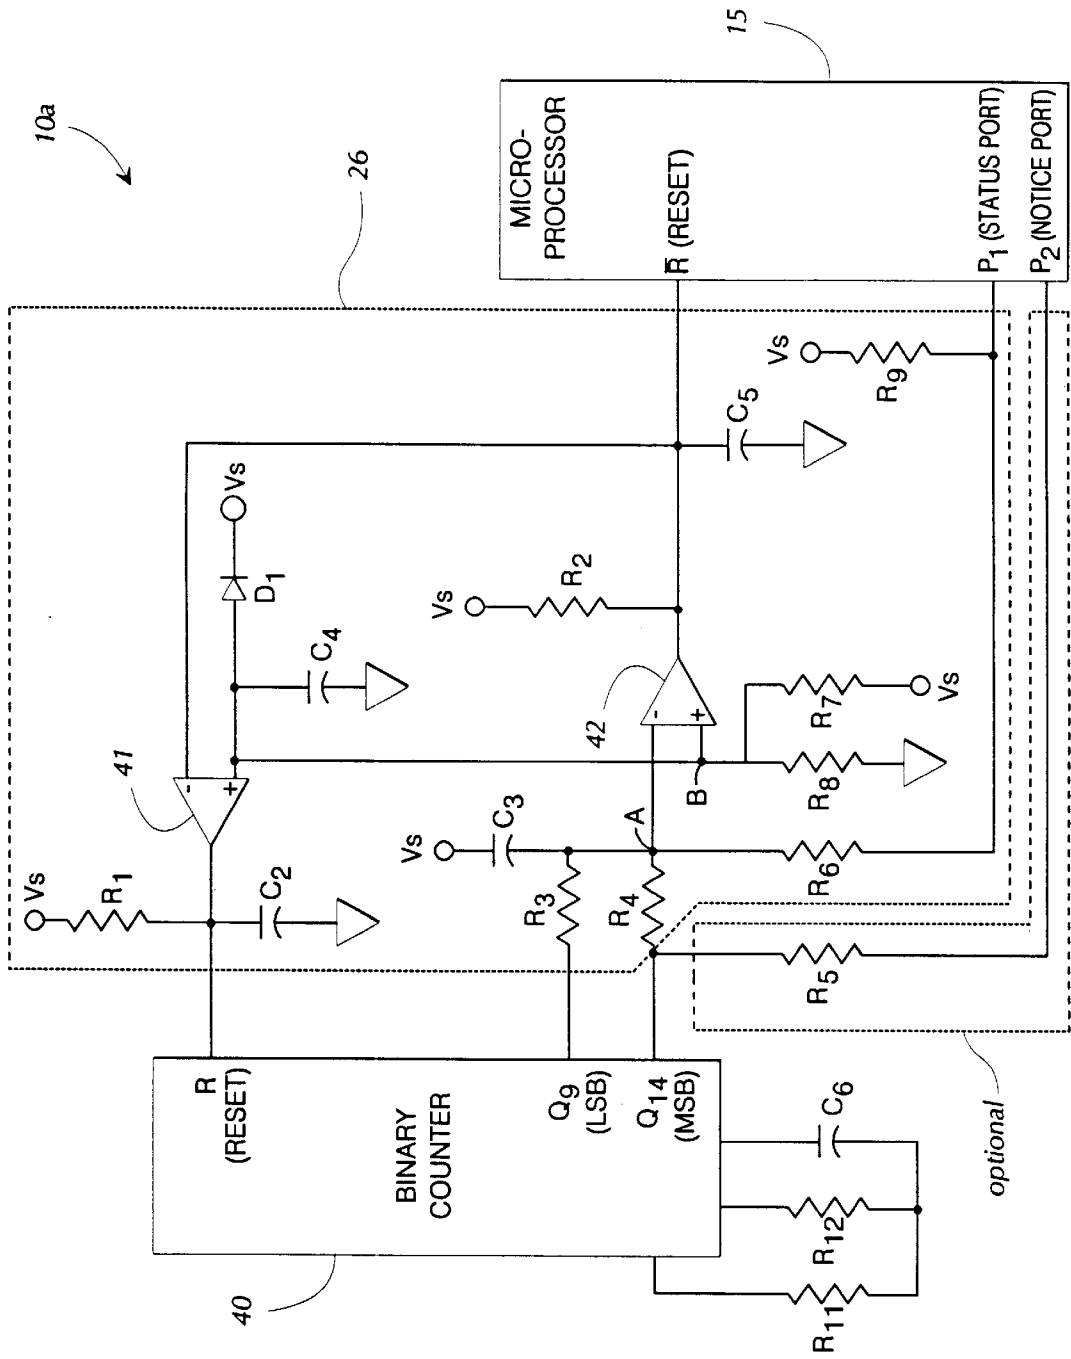 10a
26
15
MICRO-
PROCESSOR
R̅ (RESET)
P1 (STATUS PORT)
P2 (NOTICE PORT)
41
Vs
R1
C2
Vs
D1
C4
Vs
R2
42
-
+
-
+
Vs
C3
R3
R4
A
B
C5
Vs
R9
R7
Vs
R8
R6
R5
optional
R
(RESET)
Q9
(LSB)
Q14
(MSB)
BINARY
COUNTER
40
R11
R12
C6